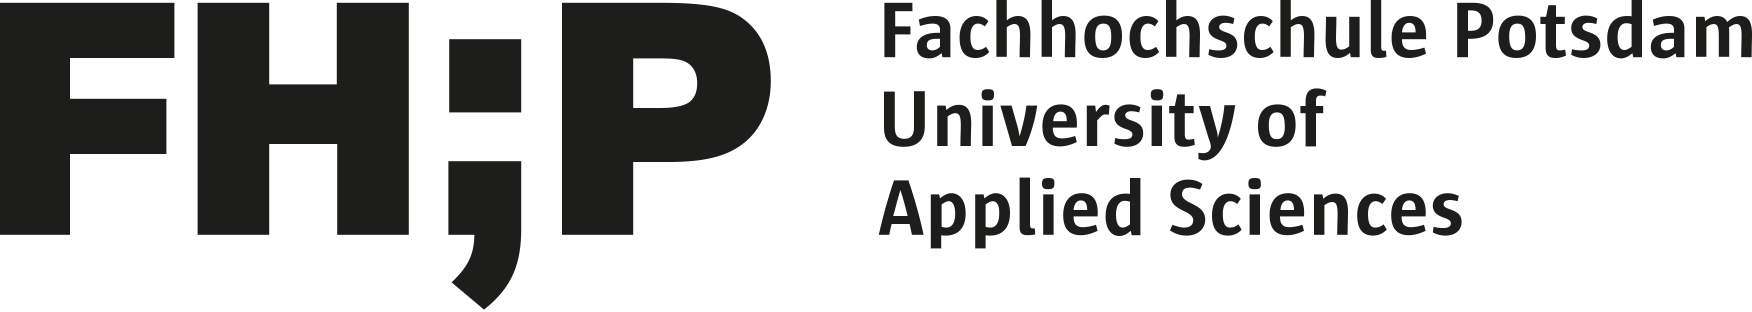 FH;P
Fachhochschule Potsdam
University of
Applied Sciences